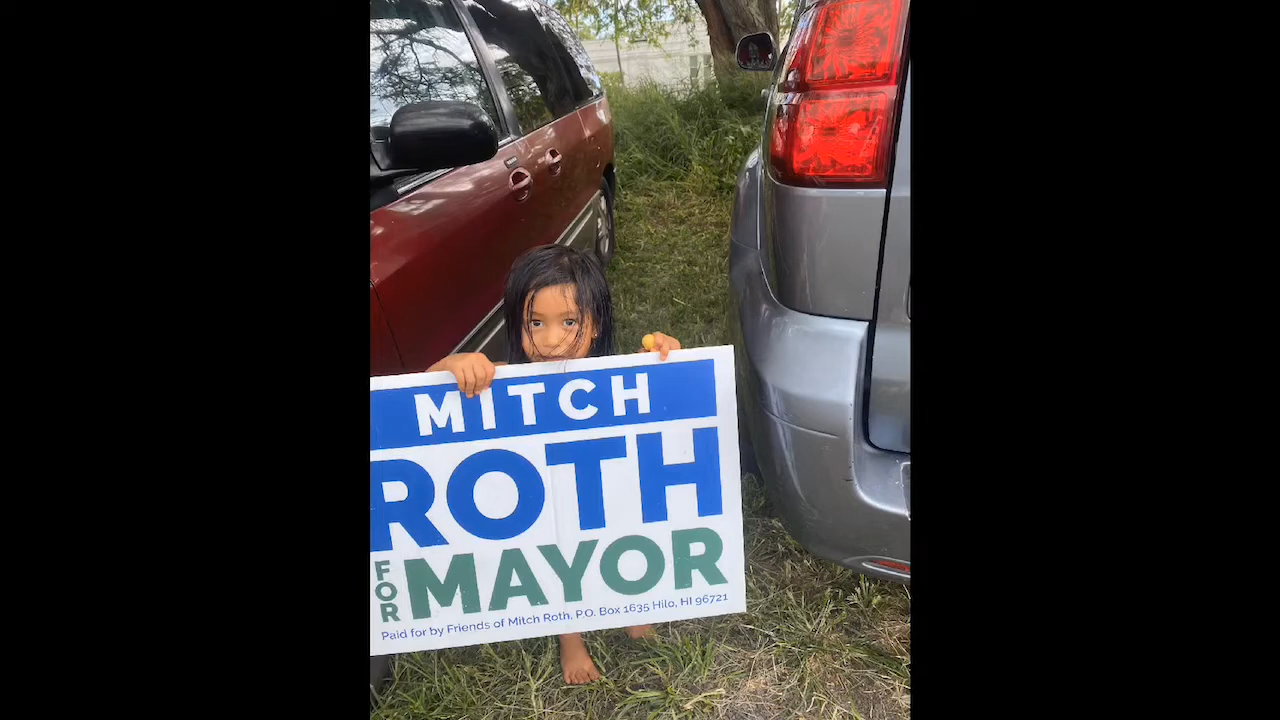 MITCH
ROTH
FOR MAYOR
Paid for by Friends of Mitch Roth, P.O. Box 1635 Hilo, HI 96721